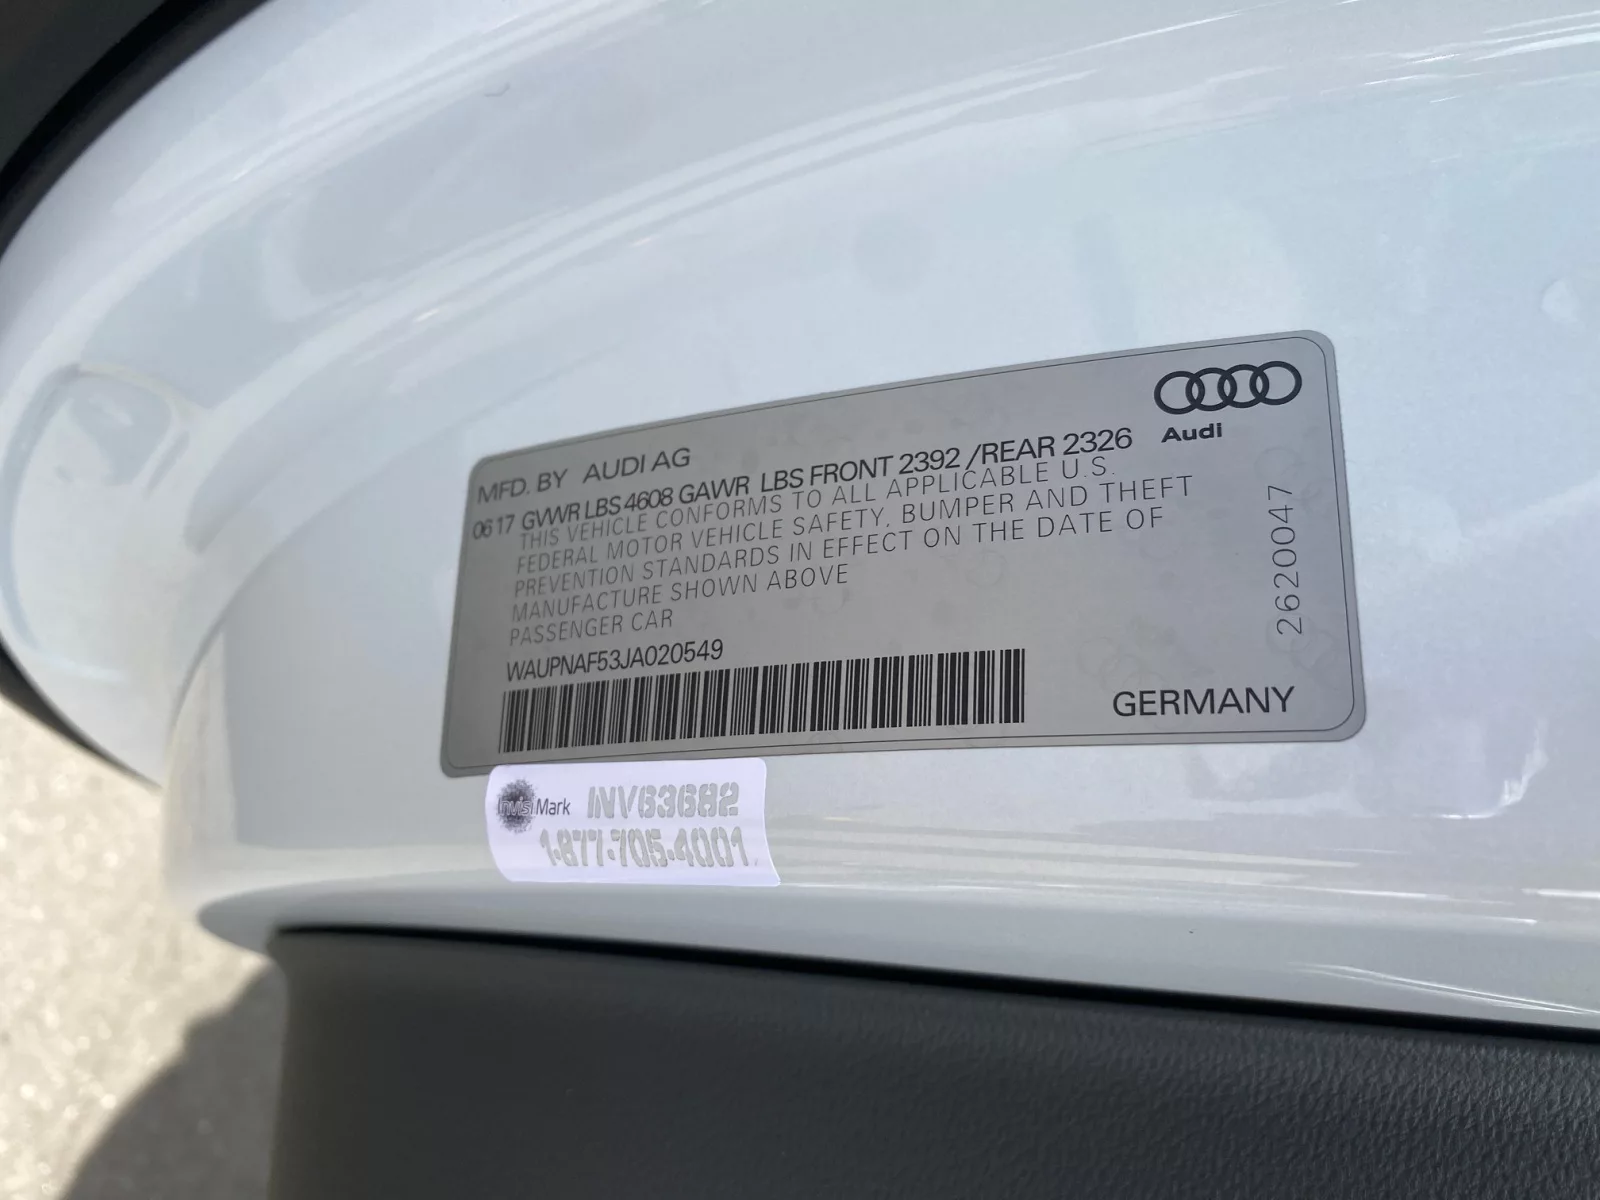 Audi
MFD. BY AUDI AG
06 17 GVWR LBS 4608 GAWR LBS FRONT 2392 /REAR 2326
THIS VEHICLE CONFORMS TO ALL APPLICABLE U.S.
FEDERAL MOTOR VEHICLE SAFETY, BUMPER AND THEFT
PREVENTION STANDARDS IN EFFECT ON THE DATE OF
MANUFACTURE SHOWN ABOVE
PASSENGER CAR
WAUPNAF53JA020549
2620047
GERMANY
InvisiMark INV63682
1-877-705-4001